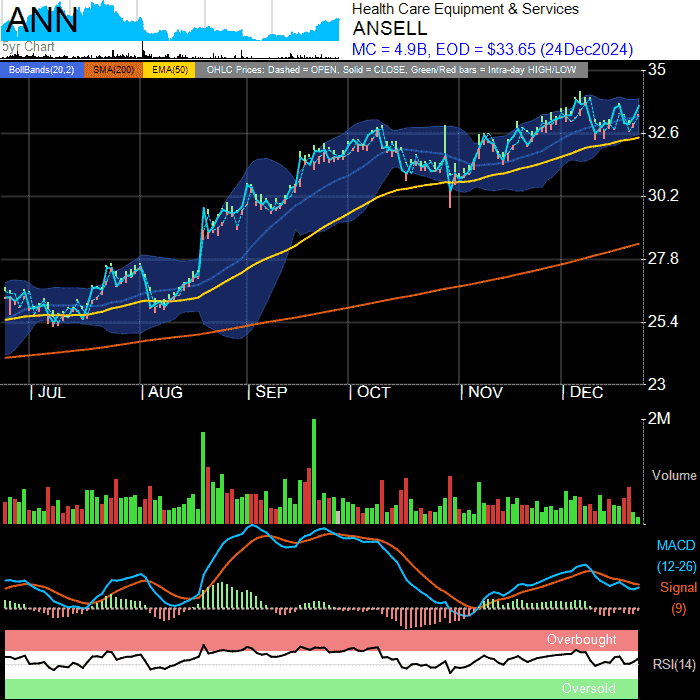 ANN
5yr Chart
Health Care Equipment & Services
ANSELL
MC = 4.9B, EOD = $33.65 (24Dec2024)
BollBands(20,2) SMA(200) EMA(50) OHLC Prices: Dashed = OPEN, Solid = CLOSE, Green/Red bars = Intra-day HIGH/LOW
35
32.6
30.2
27.8
25.4
23
JUL AUG SEP OCT NOV DEC
2M
Volume
MACD
(12-26)
Signal
(9)
Overbought
RSI(14)
Oversold